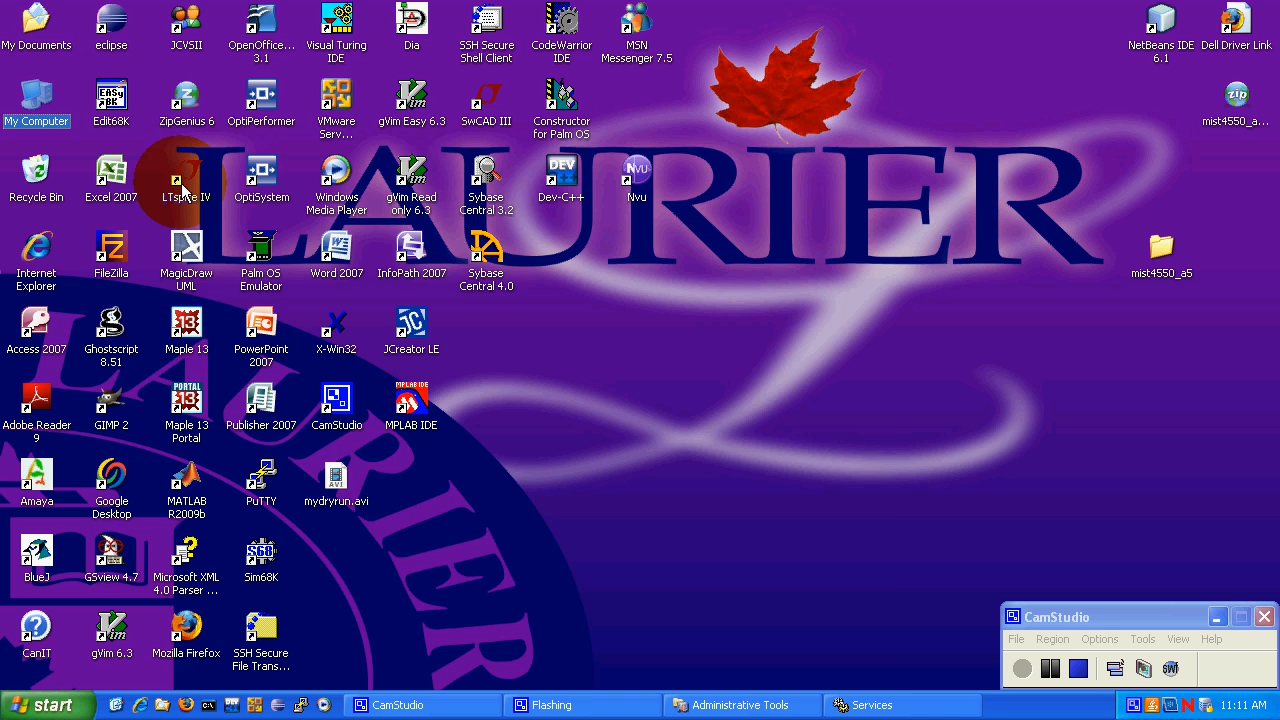 My Documents
eclipse
JCVSII
OpenOffice...
3.1
Visual Turing
IDE
Dia
SSH Secure
Shell Client
CodeWarrior
IDE
MSN
Messenger 7.5
NetBeans IDE
6.1
Dell Driver Link
My Computer
Edit68K
ZipGenius 6
OptiPerformer
VMware
Serv...
gVim Easy 6.3
SwCAD III
Constructor
for Palm OS
mist4550_a...
LAURIER
Recycle Bin
Excel 2007
LTspice IV
OptiSystem
Windows
Media Player
gVim Read
only 6.3
Sybase
Central 3.2
Dev-C++
Nvu
Internet
Explorer
FileZilla
MagicDraw
UML
Palm OS
Emulator
Word 2007
InfoPath 2007
Sybase
Central 4.0
mist4550_a5
Access 2007
Ghostscript
8.51
Maple 13
PowerPoint
2007
X-Win32
JCreator LE
Adobe Reader
9
GIMP 2
Maple 13
Portal
Publisher 2007
CamStudio
MPLAB IDE
Amaya
Google
Desktop
MATLAB
R2009b
PuTTY
mydryrun.avi
BlueJ
GSview 4.7
Microsoft XML
4.0 Parser ...
Sim68K
CanIT
gVim 6.3
Mozilla Firefox
SSH Secure
File Trans...
LAURIER
CamStudio
File Region Options Tools View Help
start
CamStudio
Flashing
Administrative Tools
Services
11:11 AM